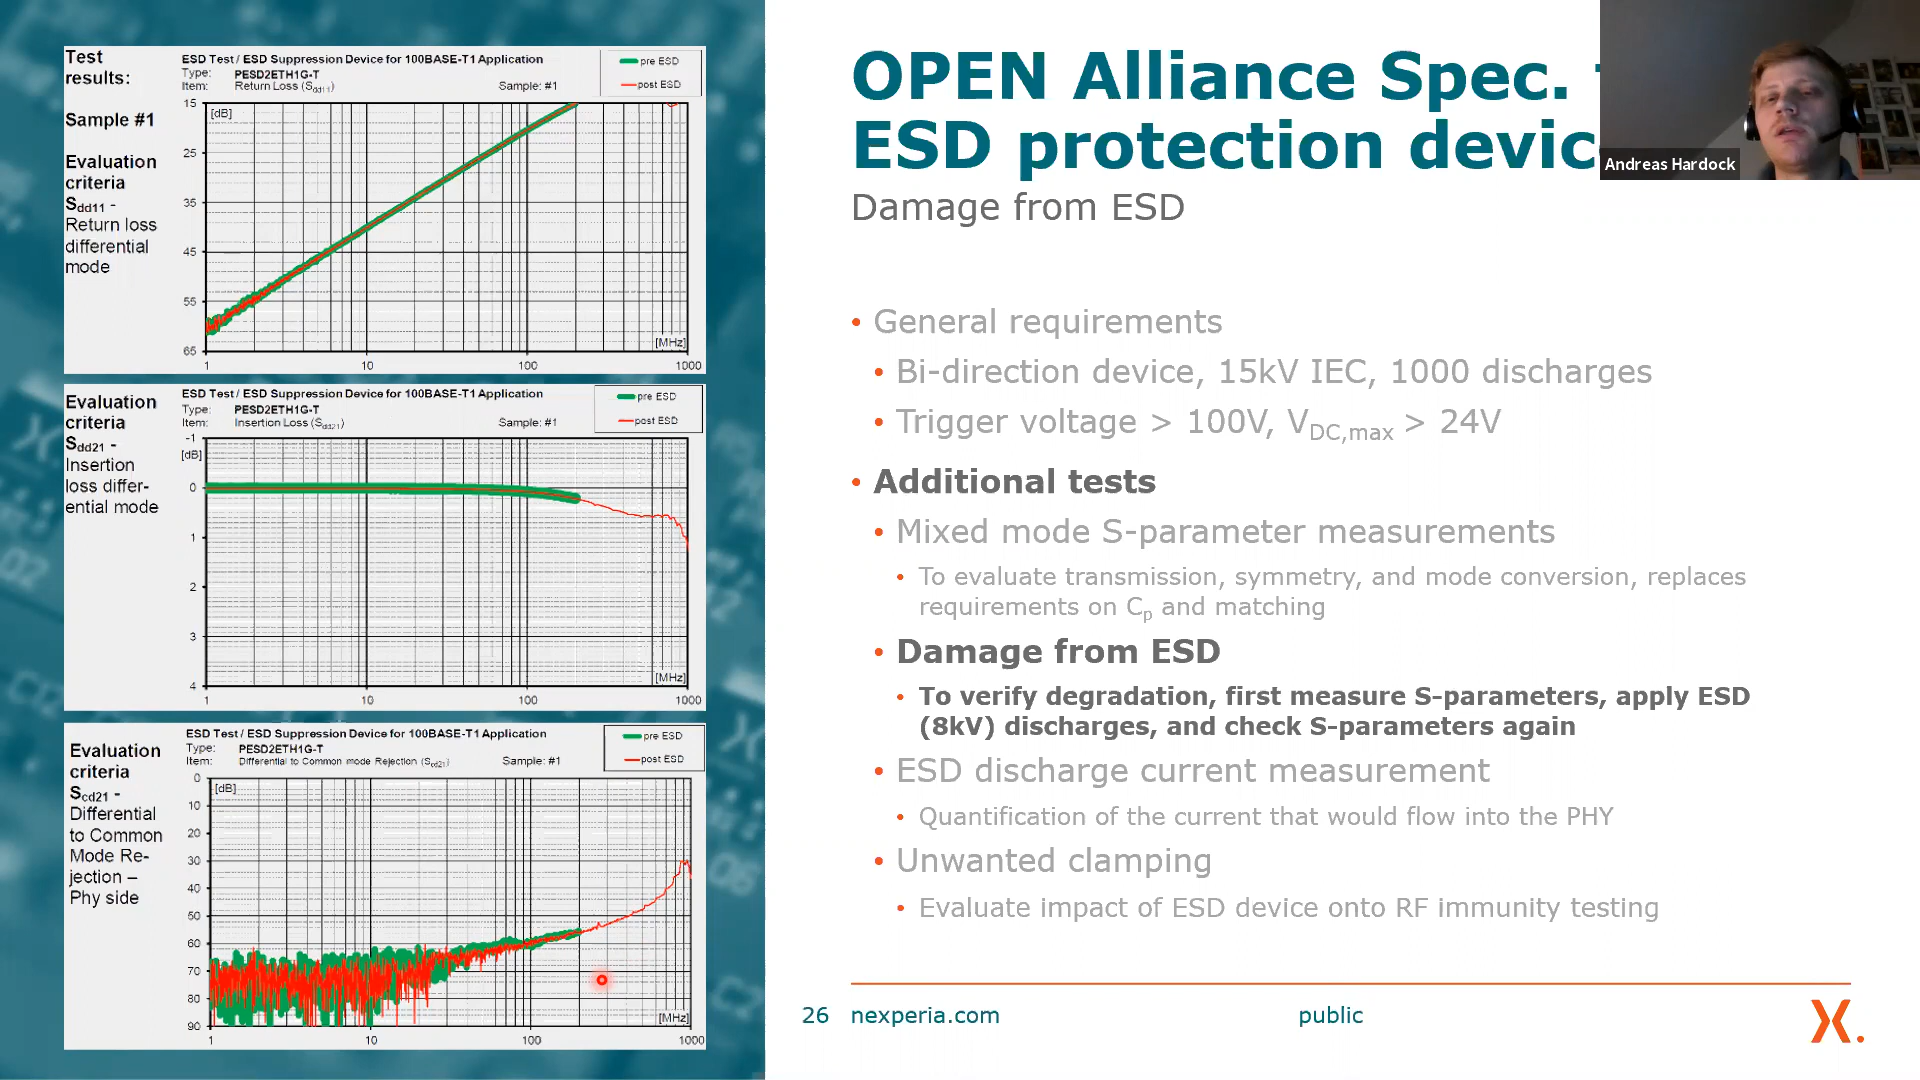 Test
results:
Sample #1
Evaluation
criteria
Sdd11 -
Return loss
differential
mode
ESD Test / ESD Suppression Device for 100BASE-T1 Application
Type: PESD2ETH1G-T
Item: Return Loss (Sdd11) Sample: #1
pre ESD
post ESD
[dB]
15
25
35
45
55
65
[MHz]
1 10 100 1000
Evaluation
criteria
Sdd21 -
Insertion
loss differ-
ential mode
ESD Test / ESD Suppression Device for 100BASE-T1 Application
Type: PESD2ETH1G-T
Item: Insertion Loss (Sdd21) Sample: #1
pre ESD
post ESD
-1
[dB]
0
1
2
3
4
[MHz]
1 10 100 1000
Evaluation
criteria
Scd21 -
Differential
to Common
Mode Re-
jection –
Phy side
ESD Test / ESD Suppression Device for 100BASE-T1 Application
Type: PESD2ETH1G-T
Item: Differential to Common mode Rejection (Scd21) Sample: #1
pre ESD
post ESD
0
[dB]
10
20
30
40
50
60
70
80
90
[MHz]
1 10 100 1000
OPEN Alliance Spec.
ESD protection devic
Damage from ESD
Andreas Hardock
• General requirements
• Bi-direction device, 15kV IEC, 1000 discharges
• Trigger voltage > 100V, VDC,max > 24V
• Additional tests
• Mixed mode S-parameter measurements
• To evaluate transmission, symmetry, and mode conversion, replaces
requirements on Cp and matching
• Damage from ESD
• To verify degradation, first measure S-parameters, apply ESD
(8kV) discharges, and check S-parameters again
• ESD discharge current measurement
• Quantification of the current that would flow into the PHY
• Unwanted clamping
• Evaluate impact of ESD device onto RF immunity testing
26 nexperia.com public